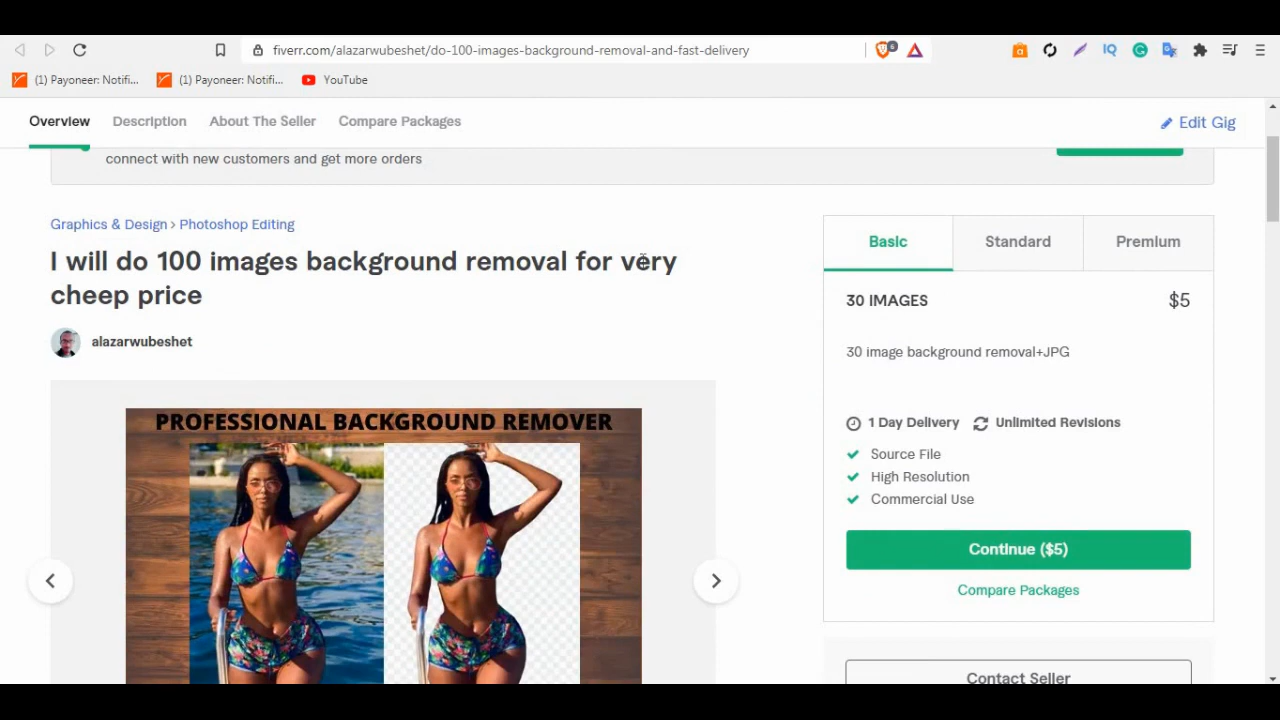 fiverr.com/alazarwubeshet/do-100-images-background-removal-and-fast-delivery
6
IQ
(1) Payoneer: Notifi...
(1) Payoneer: Notifi...
YouTube
Overview
Description
About The Seller
Compare Packages
Edit Gig
connect with new customers and get more orders
Graphics & Design › Photoshop Editing
I will do 100 images background removal for very
cheep price
alazarwubeshet
PROFESSIONAL BACKGROUND REMOVER
Basic
Standard
Premium
30 IMAGES
$5
30 image background removal+JPG
1 Day Delivery
Unlimited Revisions
Source File
High Resolution
Commercial Use
Continue ($5)
Compare Packages
Contact Seller